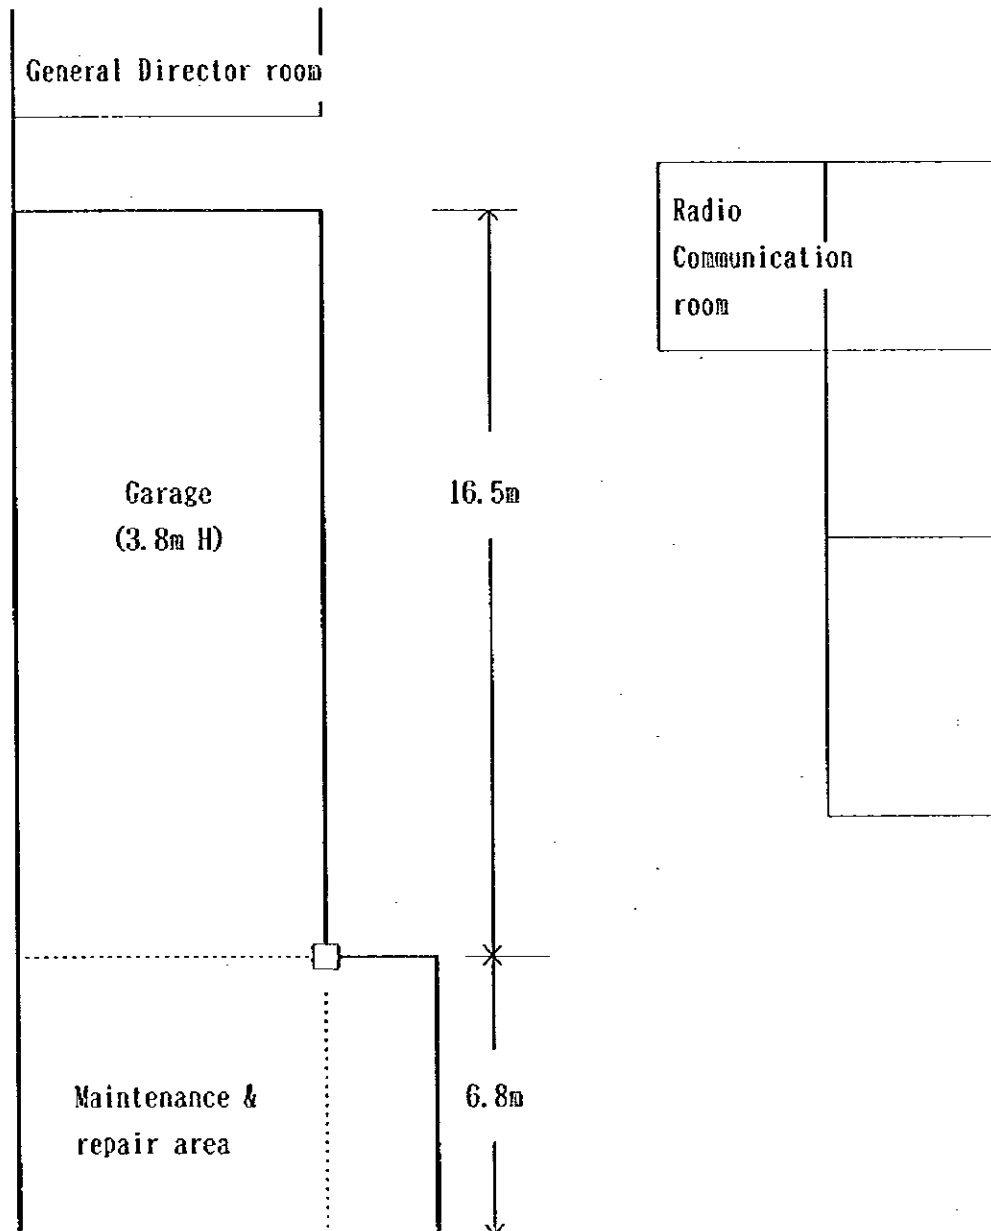 General Director room
Radio
Communication
room
Garage
(3.8m H)
16.5m
Maintenance &
repair area
6.8m